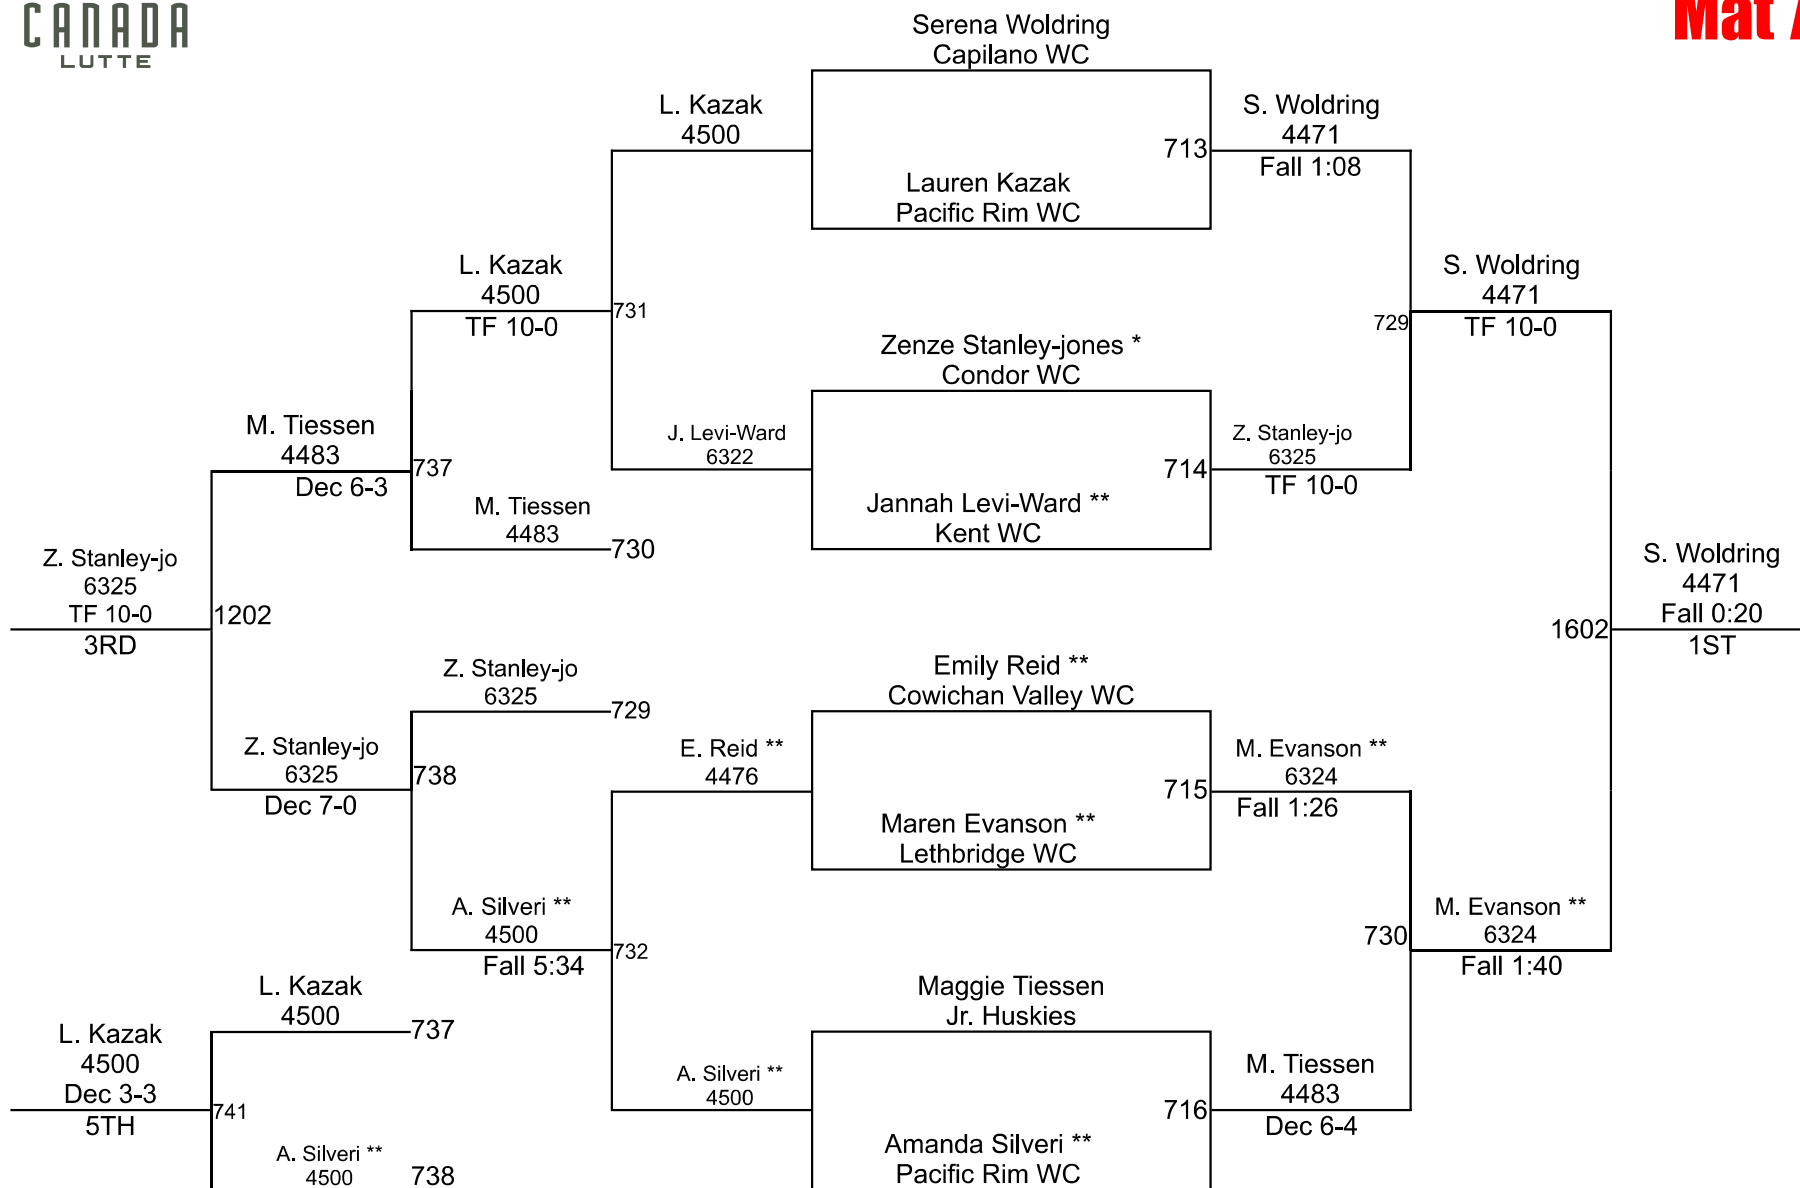 CANADA
LUTTE
Mat A
Serena Woldring
Capilano WC
L. Kazak
4500
713
S. Woldring
4471
Fall 1:08
Lauren Kazak
Pacific Rim WC
L. Kazak
4500
TF 10-0
731
S. Woldring
4471
TF 10-0
729
Zenze Stanley-jones *
Condor WC
M. Tiessen
4483
Dec 6-3
737
J. Levi-Ward
6322
714
Z. Stanley-jo
6325
TF 10-0
Jannah Levi-Ward **
Kent WC
M. Tiessen
4483
730
Z. Stanley-jo
6325
TF 10-0
3RD
1202
S. Woldring
4471
Fall 0:20
1ST
1602
Z. Stanley-jo
6325
729
Emily Reid **
Cowichan Valley WC
Z. Stanley-jo
6325
Dec 7-0
738
E. Reid **
4476
715
M. Evanson **
6324
Fall 1:26
Maren Evanson **
Lethbridge WC
A. Silveri **
4500
Fall 5:34
732
730
M. Evanson **
6324
Fall 1:40
L. Kazak
4500
737
Maggie Tiessen
Jr. Huskies
L. Kazak
4500
Dec 3-3
5TH
741
A. Silveri **
4500
716
M. Tiessen
4483
Dec 6-4
A. Silveri **
4500
738
Amanda Silveri **
Pacific Rim WC